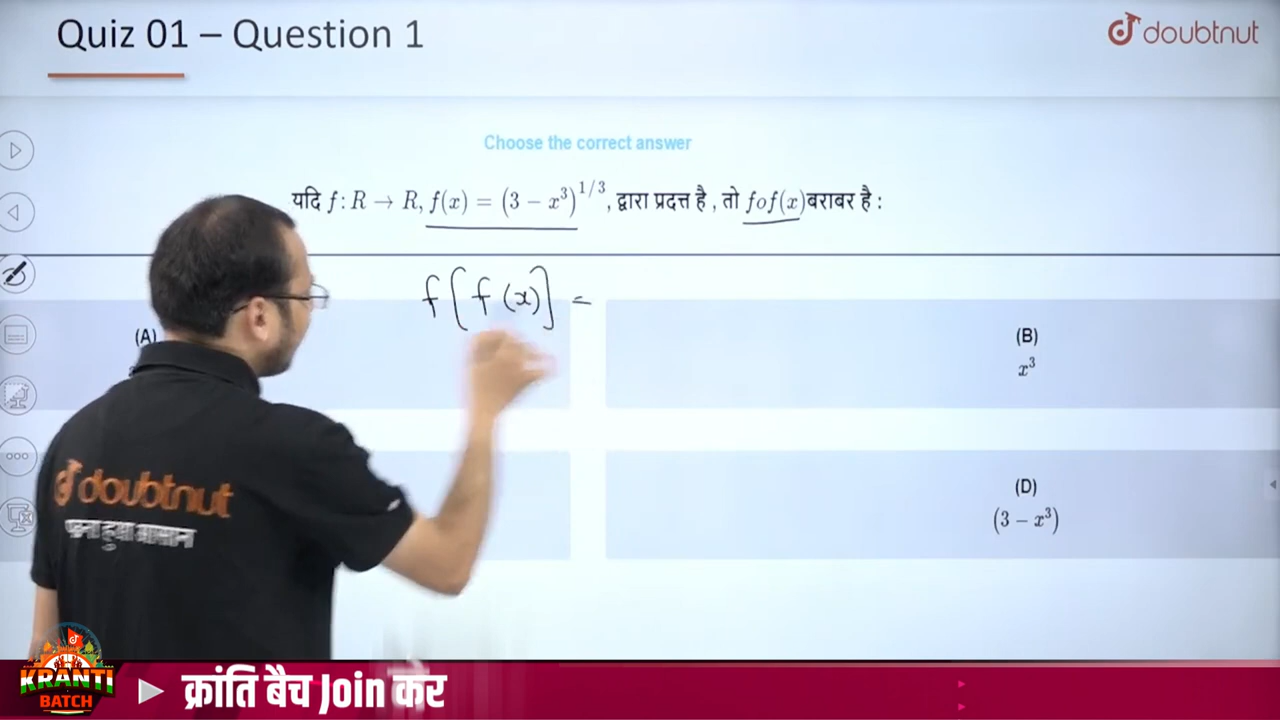 Quiz 01 – Question 1
doubtnut
Choose the correct answer
यदि f: R → R, f(x) = (3 − x³)^{1/3}, द्वारा प्रदत्त है , तो fof(x)बराबर है :
f[f(x)] =
(A)
(B)
x³
(D)
(3 − x³)
doubtnut
KRANTI
BATCH
क्रांति बैच Join करे